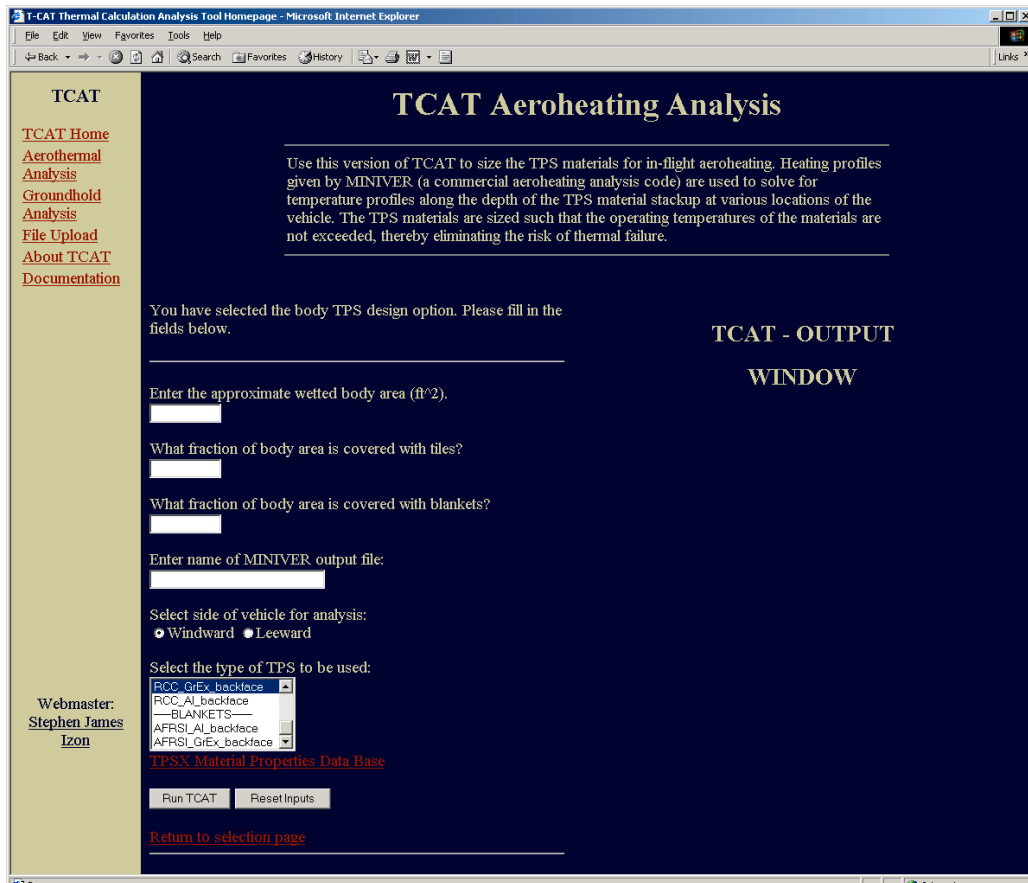 T-CAT Thermal Calculation Analysis Tool Homepage - Microsoft Internet Explorer
File Edit View Favorites Tools Help
Back Search Favorites History Links
TCAT
TCAT Home
Aerothermal
Analysis
Groundhold
Analysis
File Upload
About TCAT
Documentation
Webmaster:
Stephen James
Izon
TCAT Aeroheating Analysis
Use this version of TCAT to size the TPS materials for in-flight aeroheating. Heating profiles
given by MINIVER (a commercial aeroheating analysis code) are used to solve for
temperature profiles along the depth of the TPS material stackup at various locations of the
vehicle. The TPS materials are sized such that the operating temperatures of the materials are
not exceeded, thereby eliminating the risk of thermal failure.
You have selected the body TPS design option. Please fill in the
fields below.
Enter the approximate wetted body area (ft^2).
What fraction of body area is covered with tiles?
What fraction of body area is covered with blankets?
Enter name of MINIVER output file:
Select side of vehicle for analysis:
Windward Leeward
Select the type of TPS to be used:
RCC_GrEx_backface
RCC_Al_backface
-----BLANKETS-----
AFRSI_Al_backface
AFRSI_GrEx_backface
TPSX Material Properties Data Base
Run TCAT Reset Inputs
Return to selection page
TCAT - OUTPUT
WINDOW